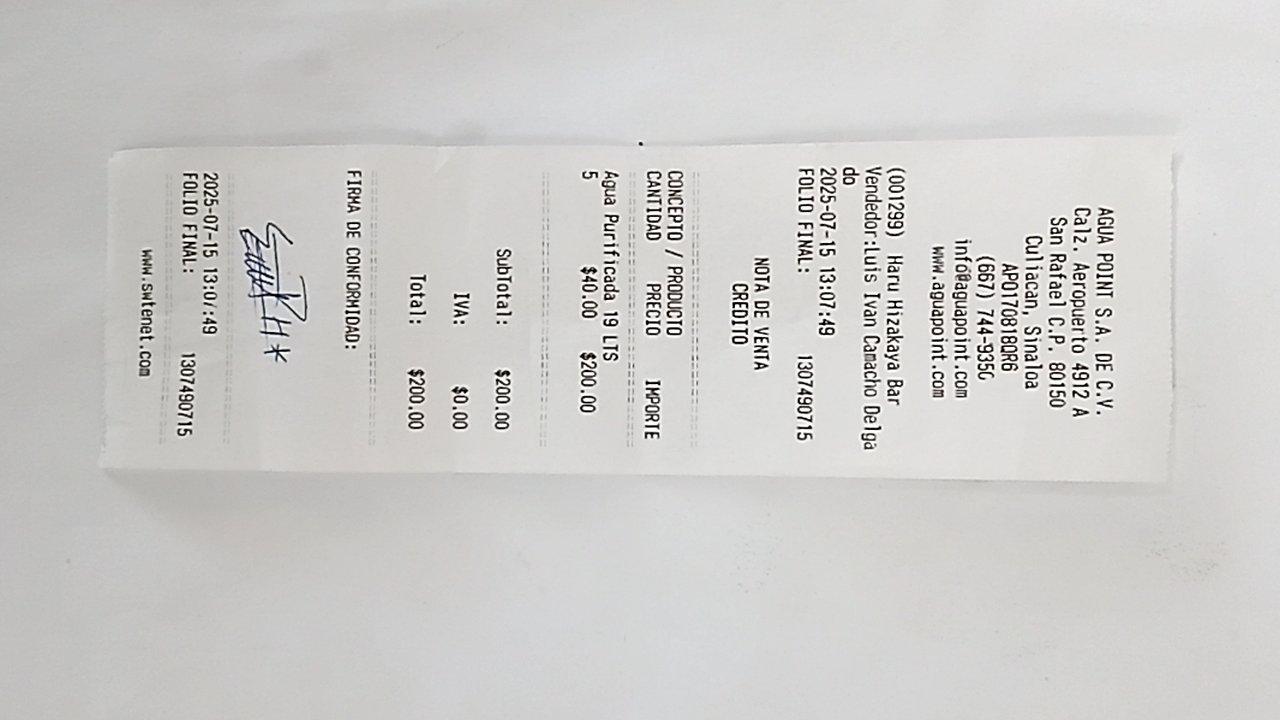 AGUA POINT S.A. DE C.V.
Calz. Aeropuerto 4912 A
San Rafael C.P. 80150
Culiacan, Sinaloa
APO170818QR6
(667) 744-9350
info@aguapoint.com
www.aguapoint.com
(001299) Haru Hizakaya Bar
Vendedor:Luis Ivan Camacho Delga
do
2025-07-15 13:07:49
FOLIO FINAL: 1307490715
NOTA DE VENTA
CREDITO
CONCEPTO / PRODUCTO
CANTIDAD PRECIO IMPORTE
Agua Purificada 19 LTS
5 $40.00 $200.00
SubTotal: $200.00
IVA: $0.00
Total: $200.00
FIRMA DE CONFORMIDAD:
2025-07-15 13:07:49
FOLIO FINAL: 1307490715
www.swtenet.com